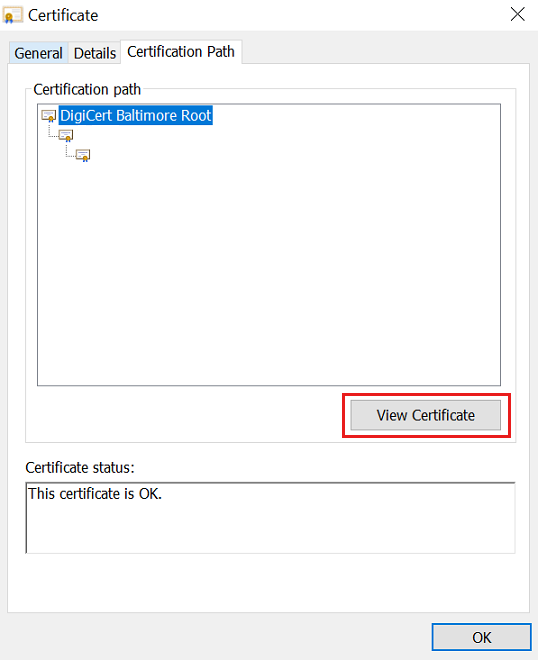 Certificate
General
Details
Certification Path
Certification path
DigiCert Baltimore Root
View Certificate
Certificate status:
This certificate is OK.
OK